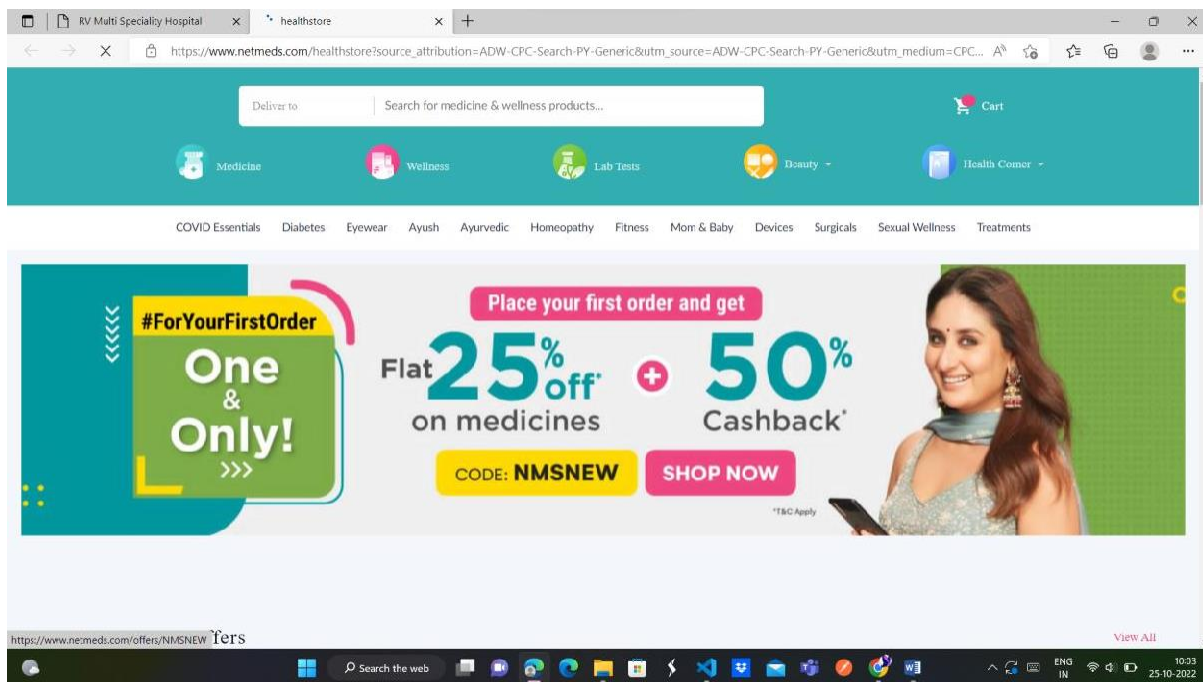 RV Multi Speciality Hospital
healthstore
https://www.netmeds.com/healthstore?source_attribution=ADW-CPC-Search-PY-Generic&utm_source=ADW-CPC-Search-PY-Generic&utm_medium=CPC...
Deliver to
Search for medicine & wellness products...
Cart
Medicine
Wellness
Lab Tests
Beauty
Health Corner
COVID Essentials Diabetes Eyewear Ayush Ayurvedic Homeopathy Fitness Mom & Baby Devices Surgicals Sexual Wellness Treatments
#ForYourFirstOrder
One
&
Only!
Place your first order and get
Flat 25% off* + 50%
on medicines Cashback*
CODE: NMSNEW SHOP NOW
*T&C Apply
https://www.netmeds.com/offers/NMSNEW
View All
Search the web
ENG
IN
10:03
25-10-2022